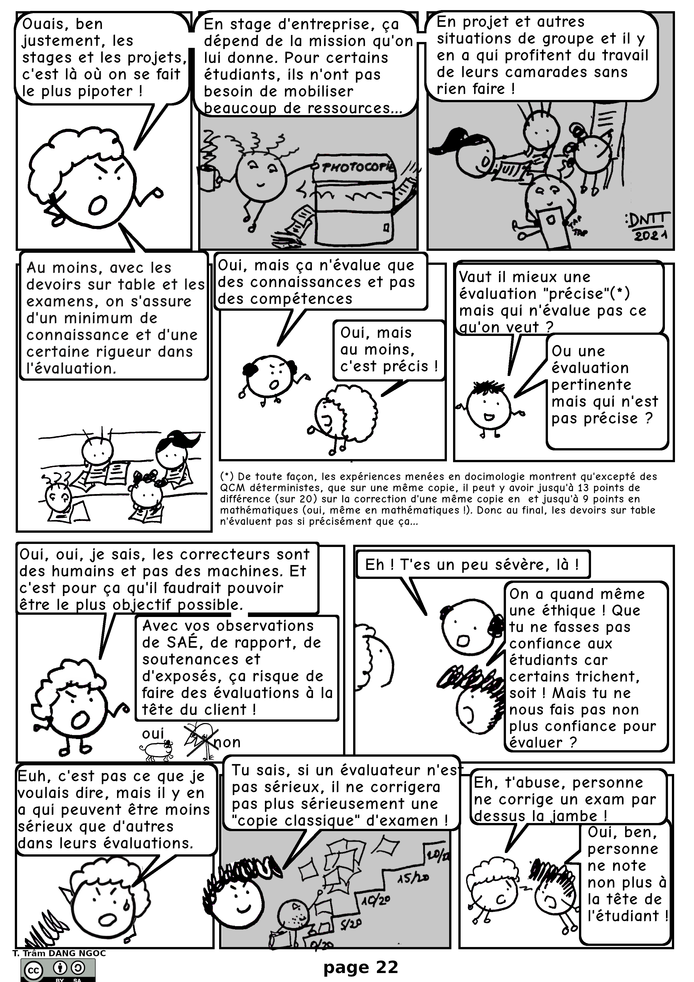 Ouais, ben
justement, les
stages et les projets,
c'est là où on se fait
le plus pipoter !
En stage d'entreprise, ça
dépend de la mission qu'on
lui donne. Pour certains
étudiants, ils n'ont pas
besoin de mobiliser
beaucoup de ressources...
PHOTOCOPIE
En projet et autres
situations de groupe et il y
en a qui profitent du travail
de leurs camarades sans
rien faire !
TAP
TAP
:DNTT
2021
Au moins, avec les
devoirs sur table et les
examens, on s'assure
d'un minimum de
connaissance et d'une
certaine rigueur dans
l'évaluation.
Oui, mais ça n'évalue que
des connaissances et pas
des compétences
Oui, mais
au moins,
c'est précis !
Vaut il mieux une
évaluation "précise"(*)
mais qui n'évalue pas ce
qu'on veut ?
Ou une
évaluation
pertinente
mais qui n'est
pas précise ?
(*) De toute façon, les expériences menées en docimologie montrent qu'excepté des
QCM déterministes, que sur une même copie, il peut y avoir jusqu'à 13 points de
différence (sur 20) sur la correction d'une même copie en et jusqu'à 9 points en
mathématiques (oui, même en mathématiques !). Donc au final, les devoirs sur table
n'évaluent pas si précisément que ça...
Oui, oui, je sais, les correcteurs sont
des humains et pas des machines. Et
c'est pour ça qu'il faudrait pouvoir
être le plus objectif possible.
Avec vos observations
de SAÉ, de rapport, de
soutenances et
d'exposés, ça risque de
faire des évaluations à la
tête du client !
oui
non
Eh ! T'es un peu sévère, là !
On a quand même
une éthique ! Que
tu ne fasses pas
confiance aux
étudiants car
certains trichent,
soit ! Mais tu ne
nous fais pas non
plus confiance pour
évaluer ?
Euh, c'est pas ce que je
voulais dire, mais il y en
a qui peuvent être moins
sérieux que d'autres
dans leurs évaluations.
Tu sais, si un évaluateur n'est
pas sérieux, il ne corrigera
pas plus sérieusement une
"copie classique" d'examen !
20/20
15/20
10/20
5/20
0/20
Eh, t'abuse, personne
ne corrige un exam par
dessus la jambe !
Oui, ben,
personne
ne note
non plus à
la tête de
l'étudiant !
T. Trâm DANG NGOC
cc
BY SA
page 22